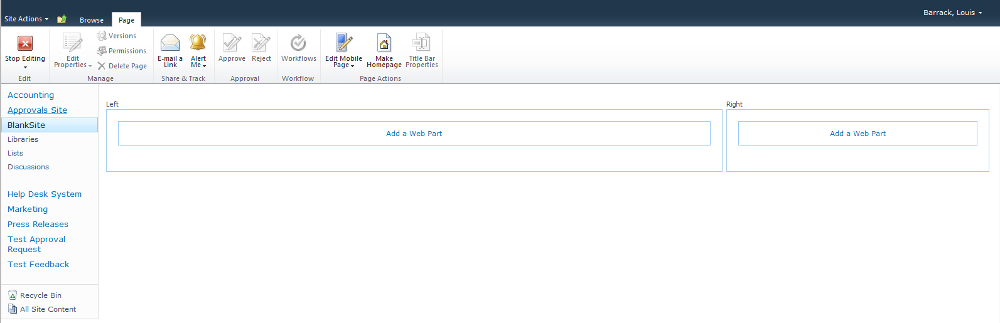 Site Actions Browse Page Barrack, Louis
Stop Editing
Edit
Edit Properties
Versions
Permissions
Delete Page
Manage
E-mail a Link
Alert Me
Share & Track
Approve
Reject
Approval
Workflows
Workflow
Edit Mobile Page
Make Homepage
Title Bar Properties
Page Actions
Accounting
Approvals Site
BlankSite
Libraries
Lists
Discussions
Help Desk System
Marketing
Press Releases
Test Approval
Request
Test Feedback
Recycle Bin
All Site Content
Left
Add a Web Part
Right
Add a Web Part